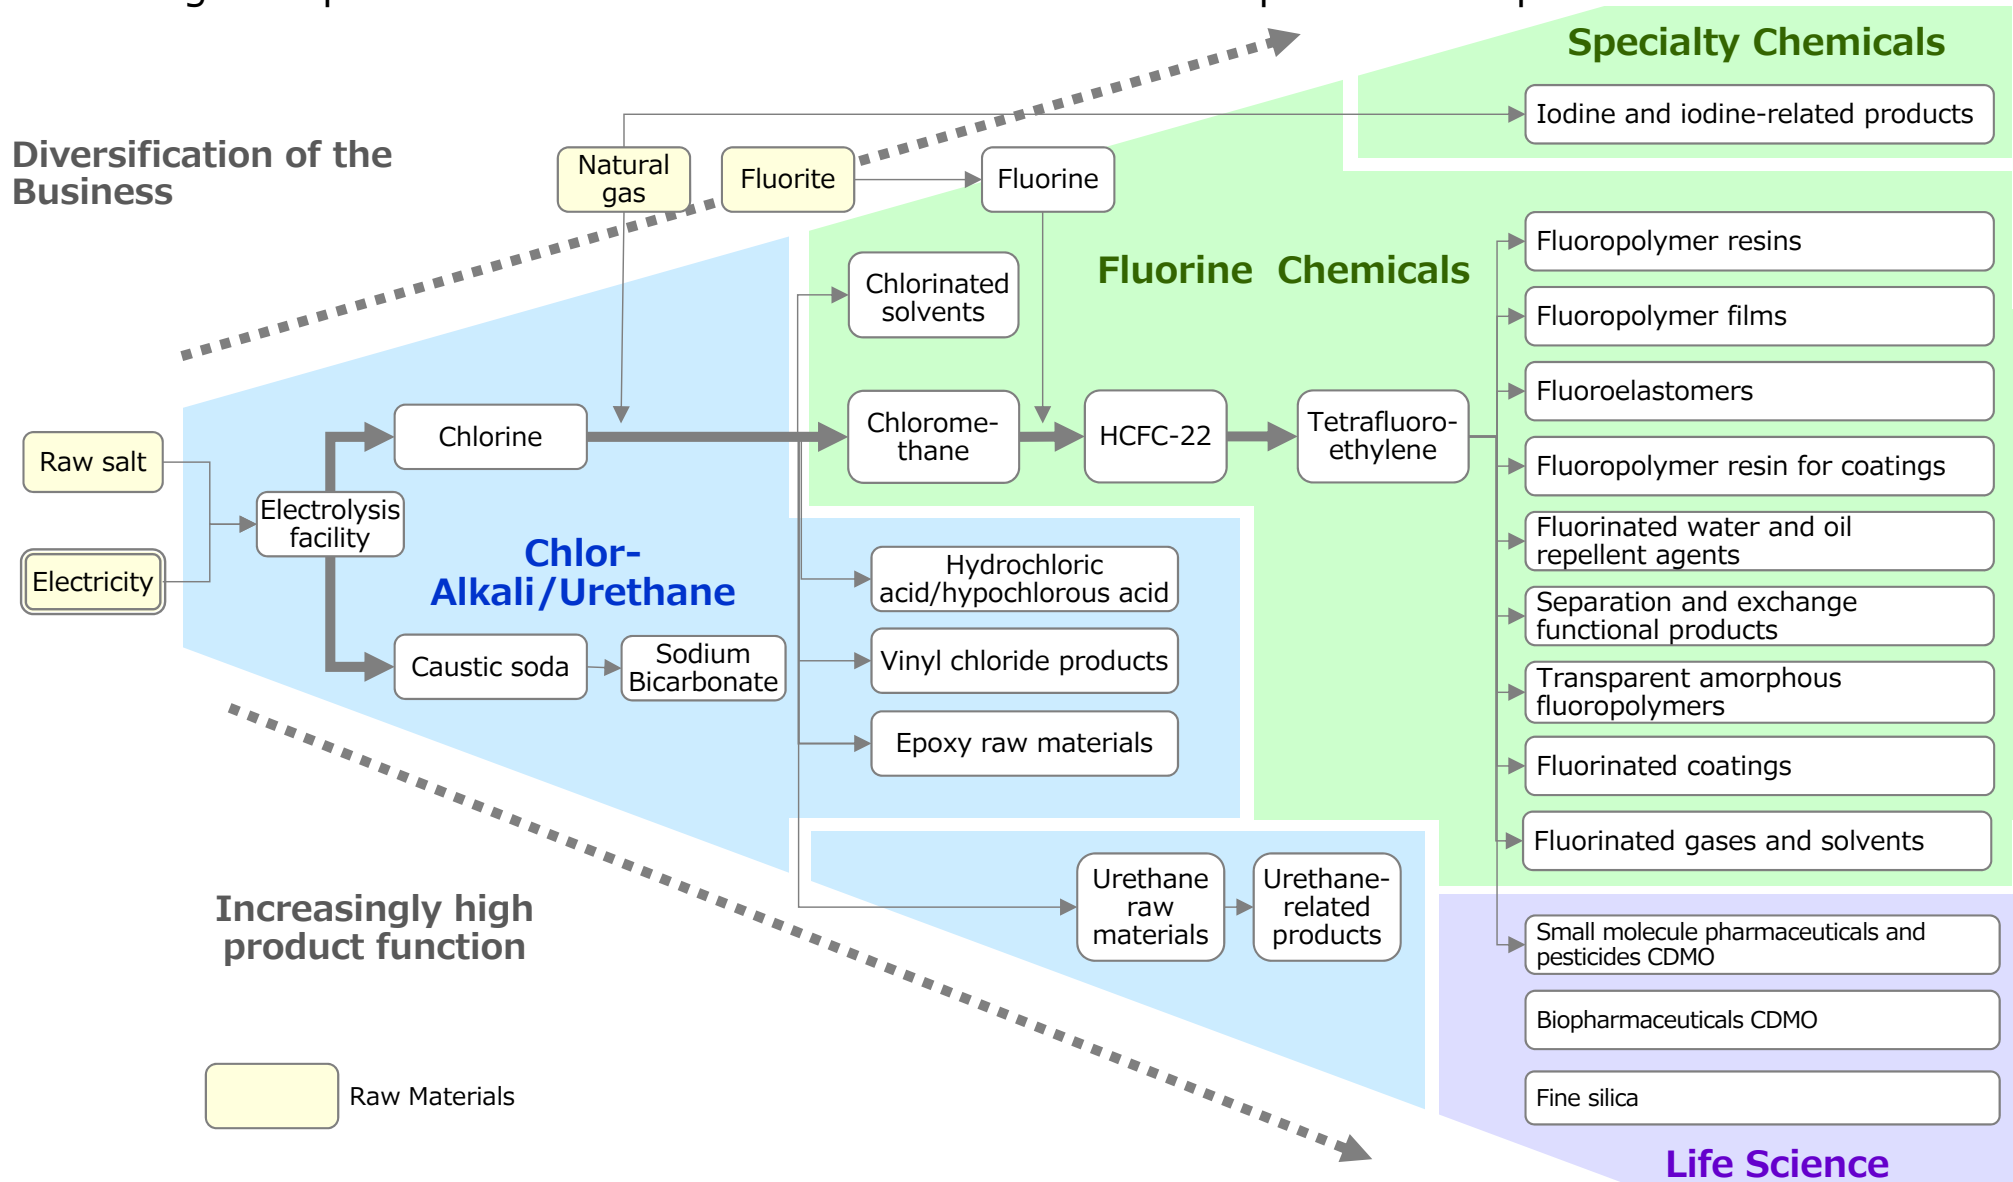 Specialty Chemicals
Iodine and iodine-related products
Diversification of the
Business
Natural
gas
Fluorite
Fluorine
Fluorine Chemicals
Chlorinated
solvents
Fluoropolymer resins
Fluoropolymer films
Fluoroelastomers
Raw salt
Chlorine
Chlorome-
thane
HCFC-22
Tetrafluoro-
ethylene
Fluoropolymer resin for coatings
Electrolysis
facility
Fluorinated water and oil
repellent agents
Electricity
Chlor-
Alkali/Urethane
Hydrochloric
acid/hypochlorous acid
Separation and exchange
functional products
Caustic soda
Sodium
Bicarbonate
Vinyl chloride products
Transparent amorphous
fluoropolymers
Epoxy raw materials
Fluorinated coatings
Fluorinated gases and solvents
Increasingly high
product function
Urethane
raw
materials
Urethane-
related
products
Small molecule pharmaceuticals and
pesticides CDMO
Biopharmaceuticals CDMO
Raw Materials
Fine silica
Life Science